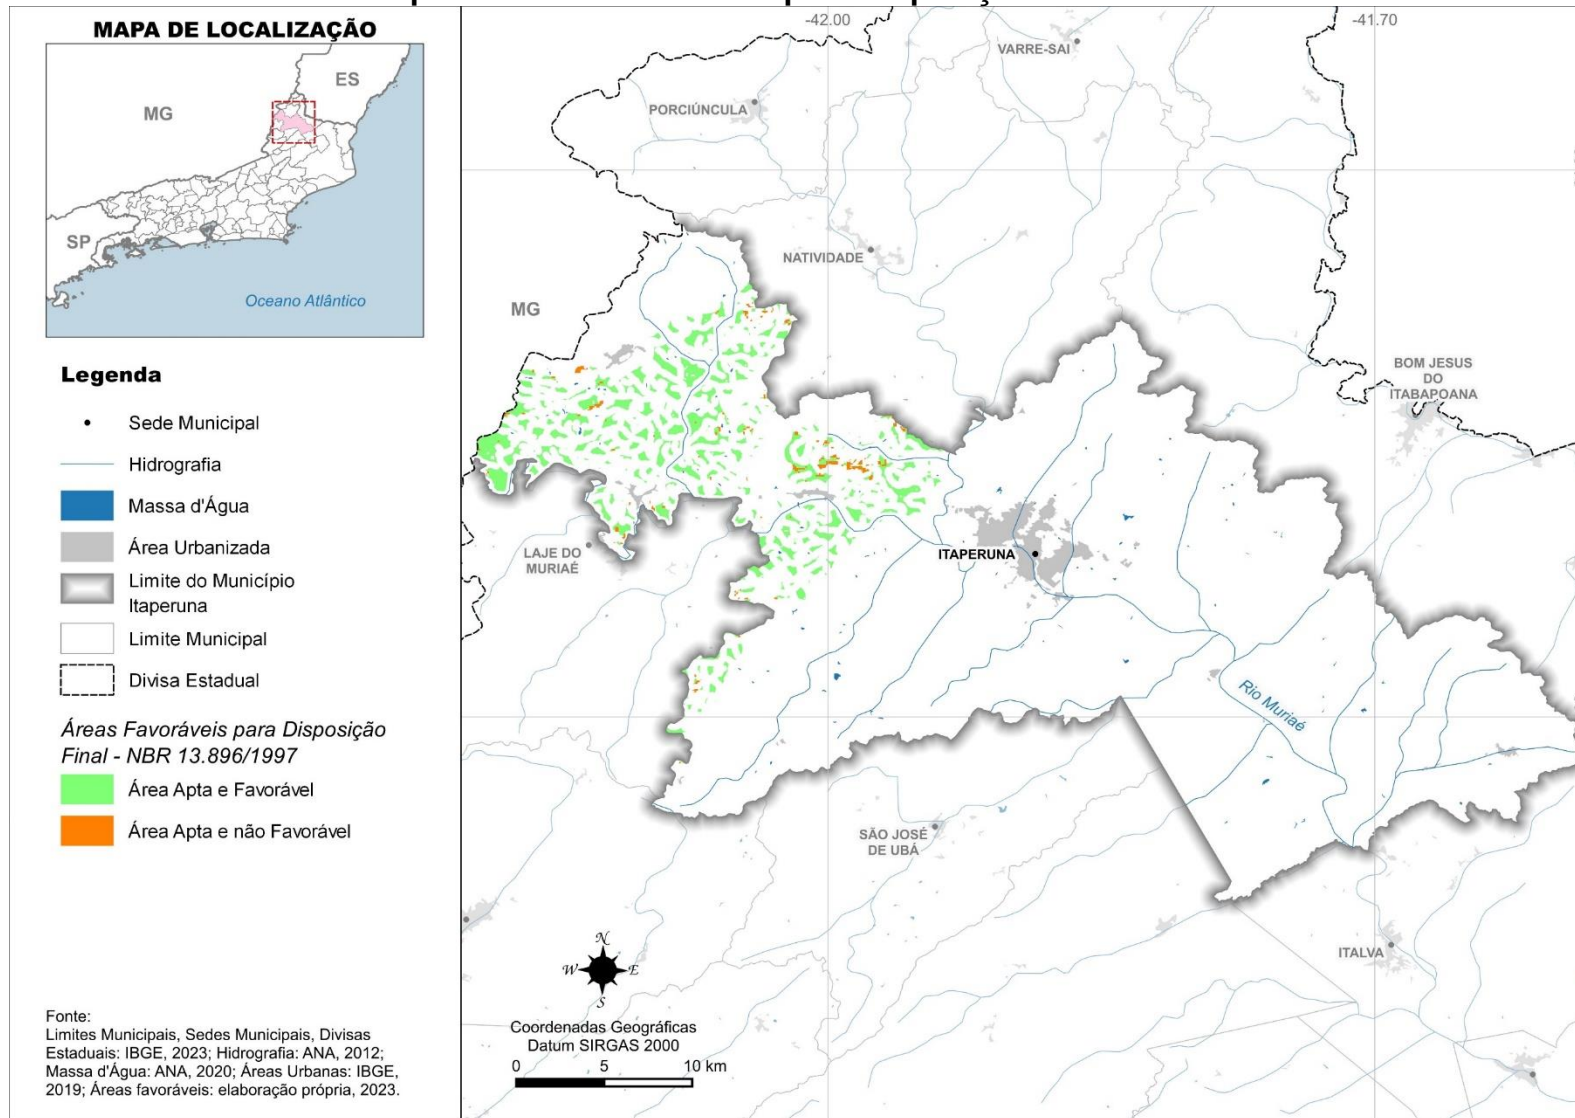 MAPA DE LOCALIZAÇÃO
MG
ES
SP
Oceano Atlântico
Legenda
Sede Municipal
Hidrografia
Massa d'Água
Área Urbanizada
Limite do Município
Itaperuna
Limite Municipal
Divisa Estadual
Áreas Favoráveis para Disposição
Final - NBR 13.896/1997
Área Apta e Favorável
Área Apta e não Favorável
Fonte:
Limites Municipais, Sedes Municipais, Divisas
Estaduais: IBGE, 2023; Hidrografia: ANA, 2012;
Massa d'Água: ANA, 2020; Áreas Urbanas: IBGE,
2019; Áreas favoráveis: elaboração própria, 2023.
-42.00
-41.70
VARRE-SAI
PORCIÚNCULA
NATIVIDADE
MG
BOM JESUS
DO
ITABAPOANA
LAJE DO
MURIAÉ
ITAPERUNA
Rio Muriaé
SÃO JOSÉ
DE UBÁ
ITALVA
N
W
E
S
Coordenadas Geográficas
Datum SIRGAS 2000
0 5 10 km